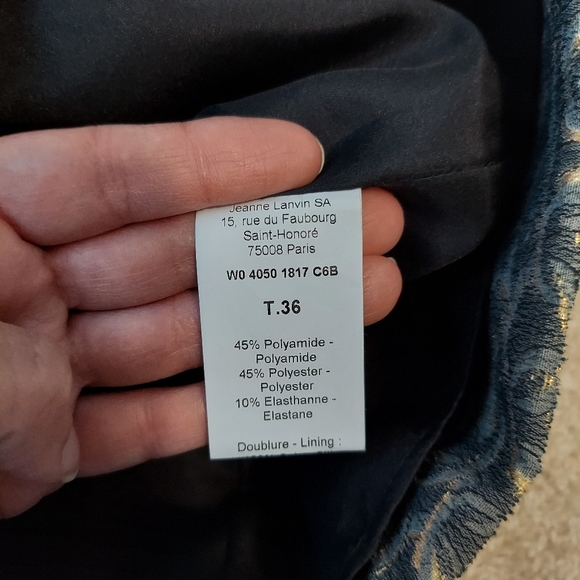 Jeanne Lanvin SA
15, rue du Faubourg
Saint-Honoré
75008 Paris
W0 4050 1817 C6B
T.36
45% Polyamide -
Polyamide
45% Polyester -
Polyester
10% Elasthanne -
Elastane
Doublure - Lining :